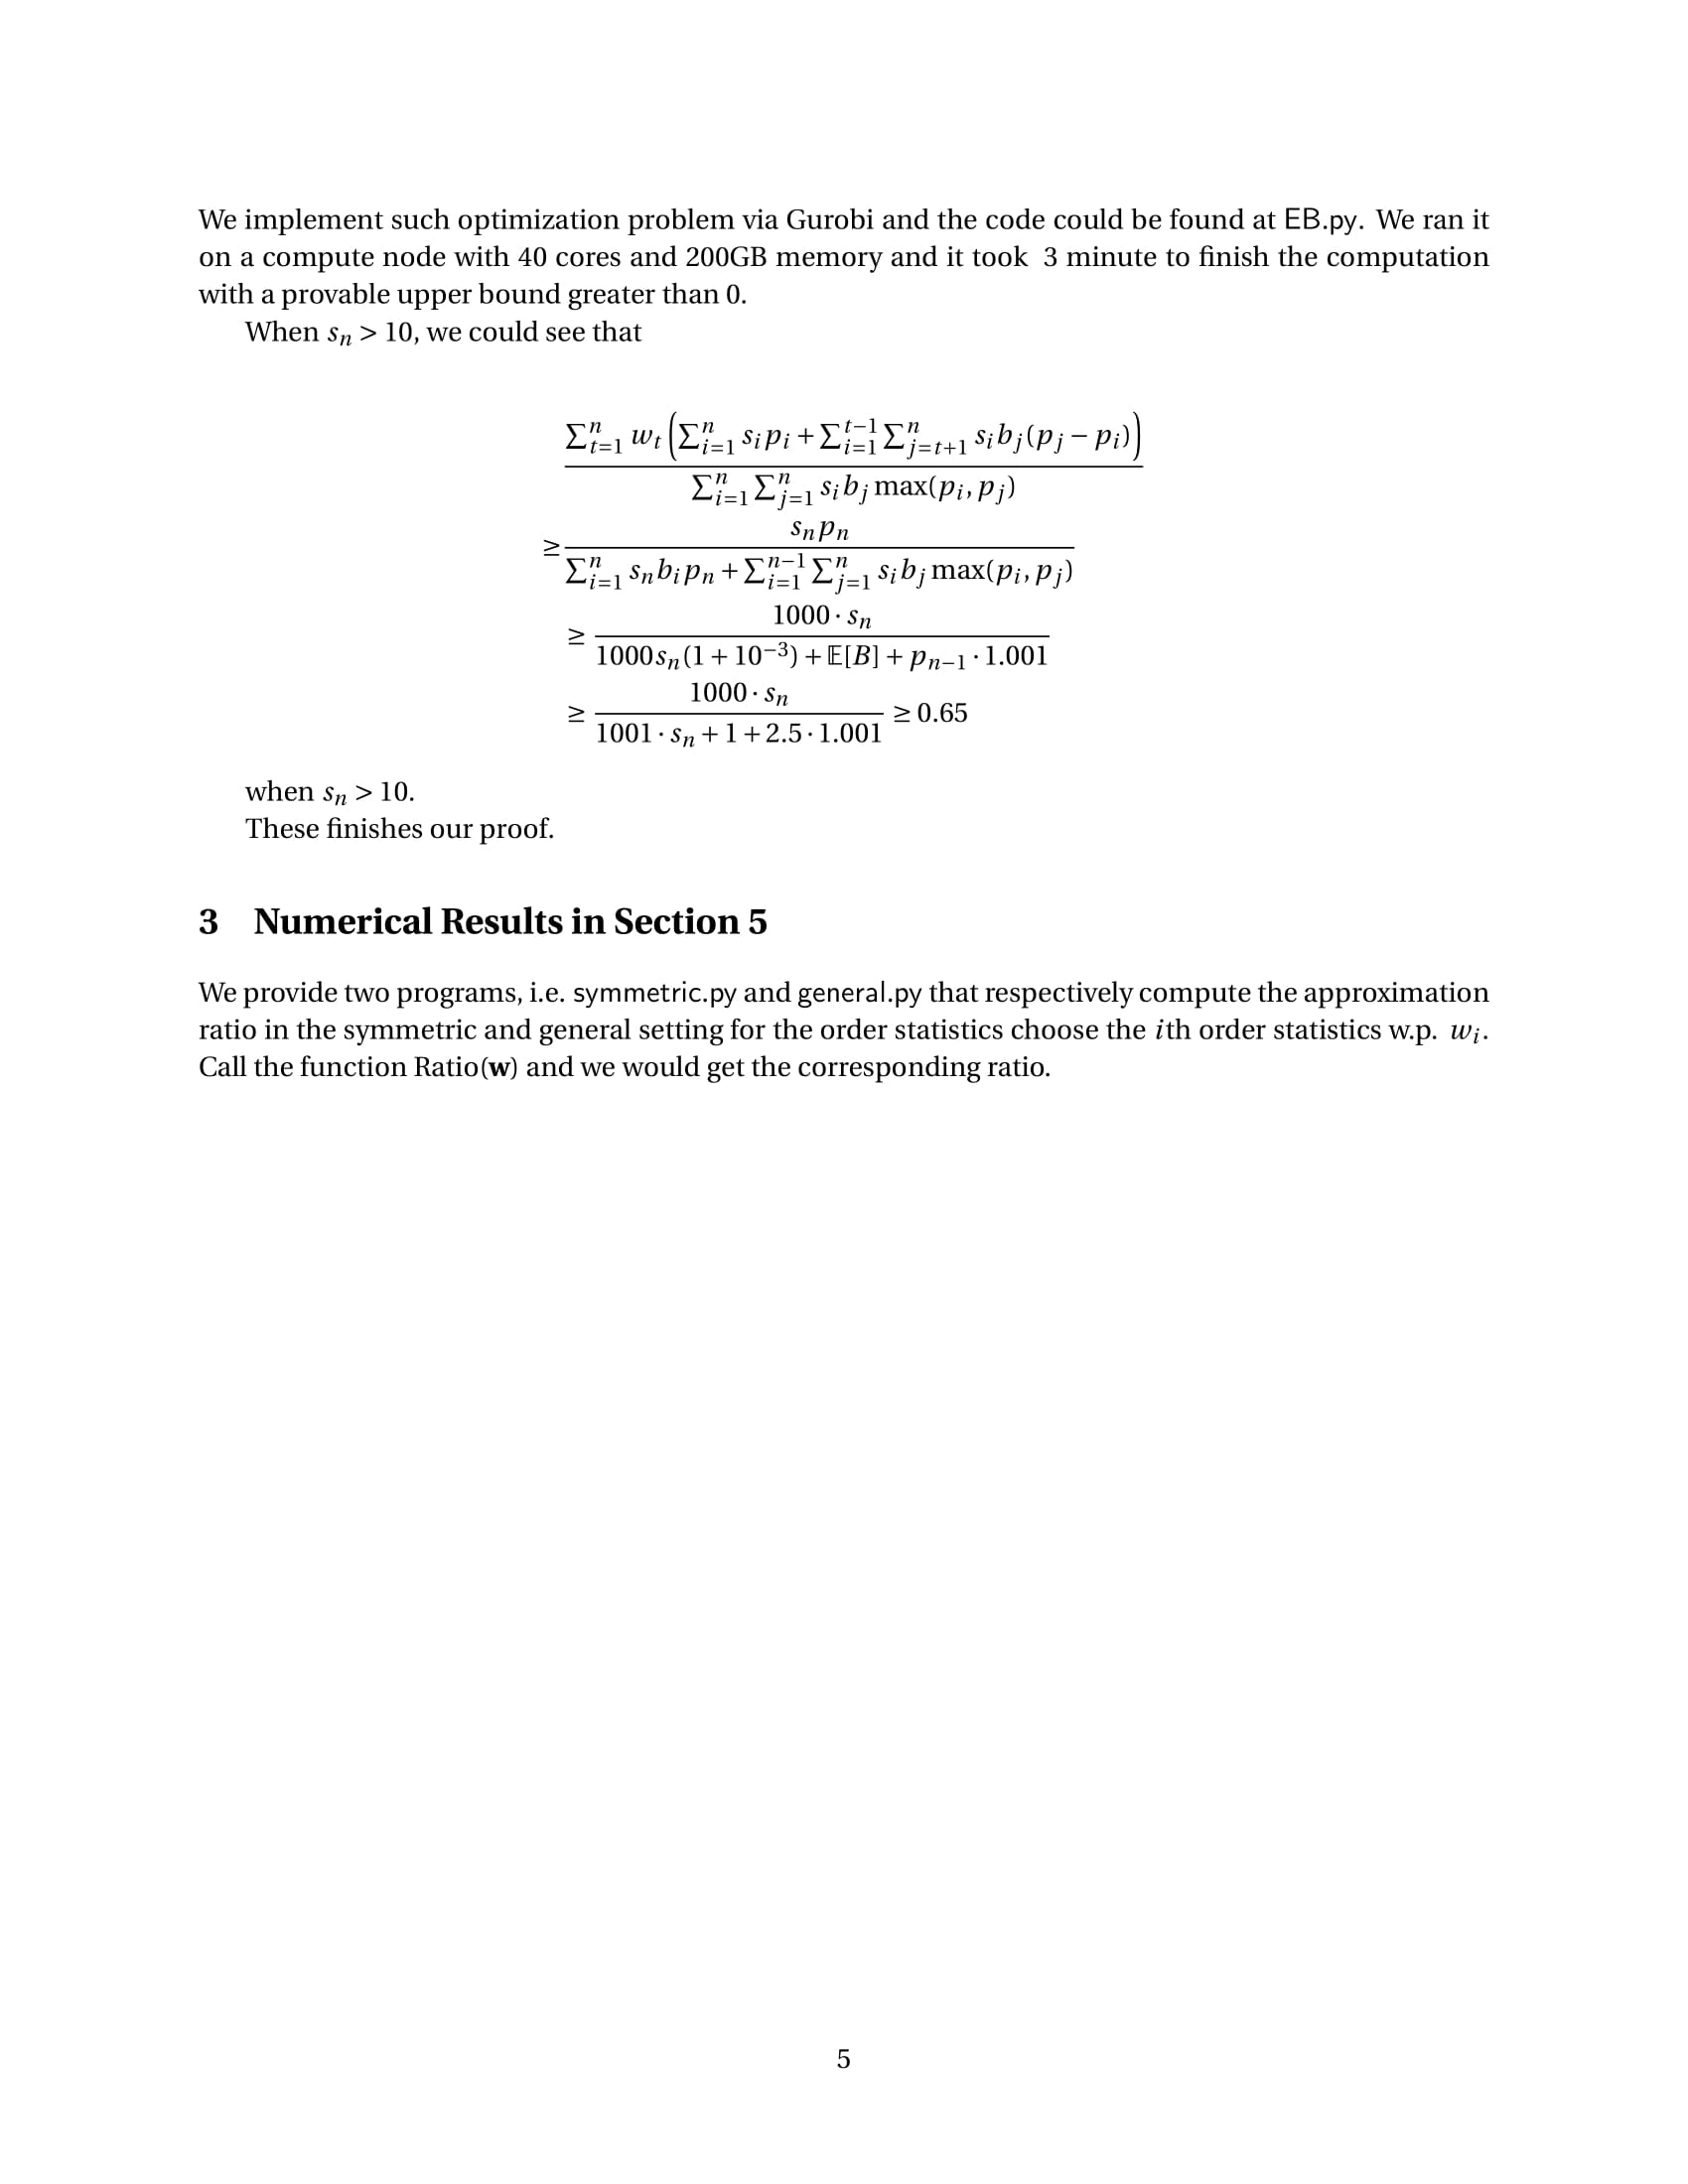 We implement such optimization problem via Gurobi and the code could be found at EB.py. We ran it
on a compute node with 40 cores and 200GB memory and it took 3 minute to finish the computation
with a provable upper bound greater than 0.
When $s_n > 10$, we could see that
$$\frac{\sum_{t=1}^{n} w_t \left( \sum_{i=1}^{n} s_i p_i + \sum_{i=1}^{t-1} \sum_{j=t+1}^{n} s_i b_j (p_j - p_i) \right)}{\sum_{i=1}^{n} \sum_{j=1}^{n} s_i b_j \max(p_i, p_j)}$$
$$\geq \frac{s_n p_n}{\sum_{i=1}^{n} s_n b_i p_n + \sum_{i=1}^{n-1} \sum_{j=1}^{n} s_i b_j \max(p_i, p_j)}$$
$$\geq \frac{1000 \cdot s_n}{1000 s_n (1 + 10^{-3}) + \mathbb{E}[B] + p_{n-1} \cdot 1.001}$$
$$\geq \frac{1000 \cdot s_n}{1001 \cdot s_n + 1 + 2.5 \cdot 1.001} \geq 0.65$$
when $s_n > 10$.
These finishes our proof.
3 Numerical Results in Section 5
We provide two programs, i.e. symmetric.py and general.py that respectively compute the approximation
ratio in the symmetric and general setting for the order statistics choose the $i$th order statistics w.p. $w_i$.
Call the function Ratio($\mathbf{w}$) and we would get the corresponding ratio.
5